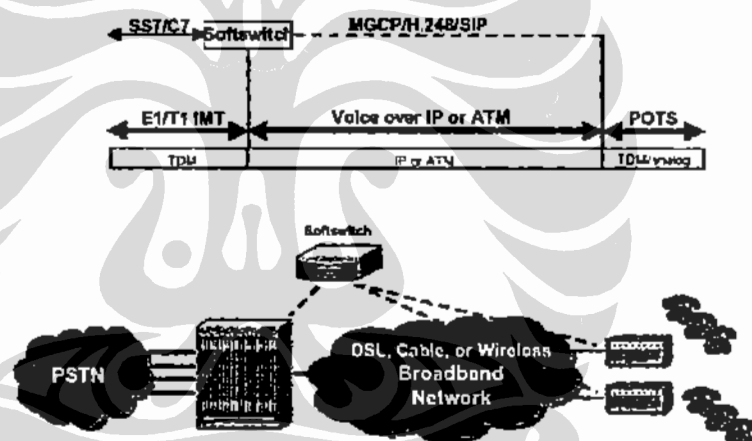 SS7/C7
Softswitch
MGCP/H.248/SIP
E1/T1 IMT
Voice over IP or ATM
POTS
TDM
IP or ATM
TDM/analog
Softswitch
PSTN
DSL, Cable, or Wireless
Broadband
Network